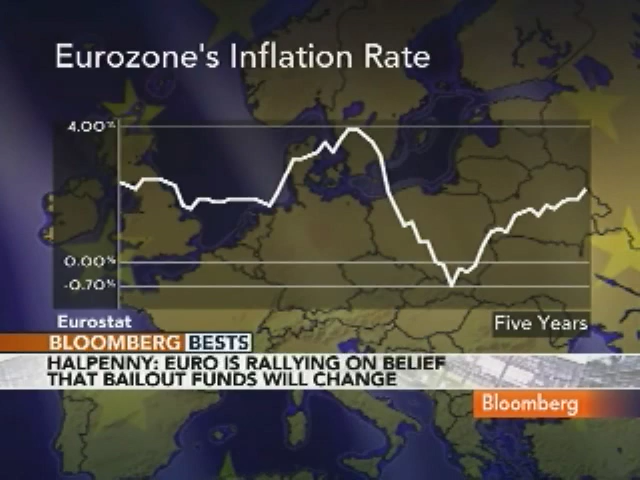 Eurozone's Inflation Rate
4.00%
0.00%
-0.70%
Eurostat
Five Years
BLOOMBERG BESTS
HALPENNY: EURO IS RALLYING ON BELIEF
THAT BAILOUT FUNDS WILL CHANGE
Bloomberg